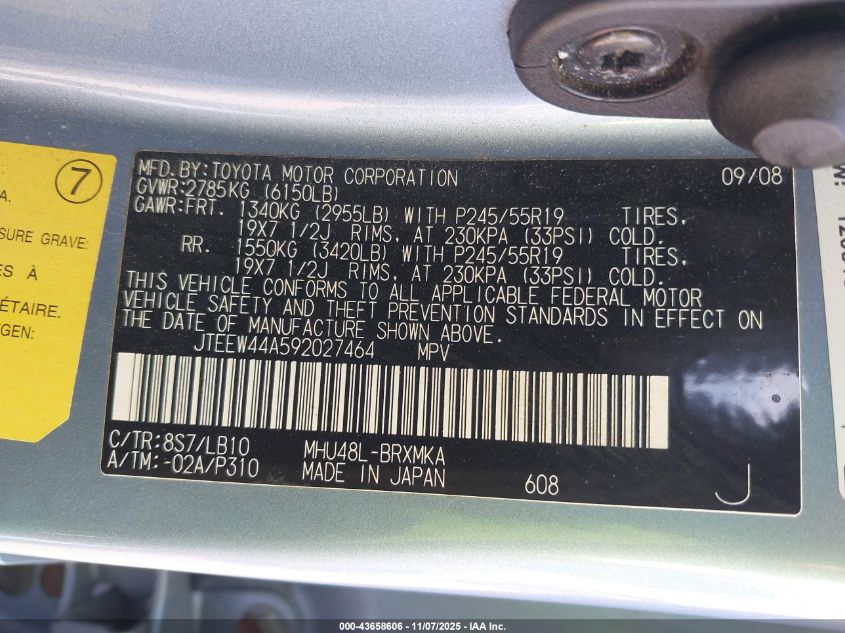 7
A.
SURE GRAVE:
ES À
ÉTAIRE.
NGEN:
MFD. BY: TOYOTA MOTOR CORPORATION 09/08
GVWR: 2785KG (6150LB)
GAWR: FRT. 1340KG (2955LB) WITH P245/55R19 TIRES.
19X7 1/2J RIMS, AT 230KPA (33PSI) COLD.
RR. 1550KG (3420LB) WITH P245/55R19 TIRES.
19X7 1/2J RIMS, AT 230KPA (33PSI) COLD.
THIS VEHICLE CONFORMS TO ALL APPLICABLE FEDERAL MOTOR
VEHICLE SAFETY AND THEFT PREVENTION STANDARDS IN EFFECT ON
THE DATE OF MANUFACTURE SHOWN ABOVE.
JTEEW44A592027464 MPV
C/TR: 8S7/LB10 MHU48L-BRXMKA
A/TM: -02A/P310 MADE IN JAPAN 608 J
000-43658606 - 11/07/2025 - IAA Inc.